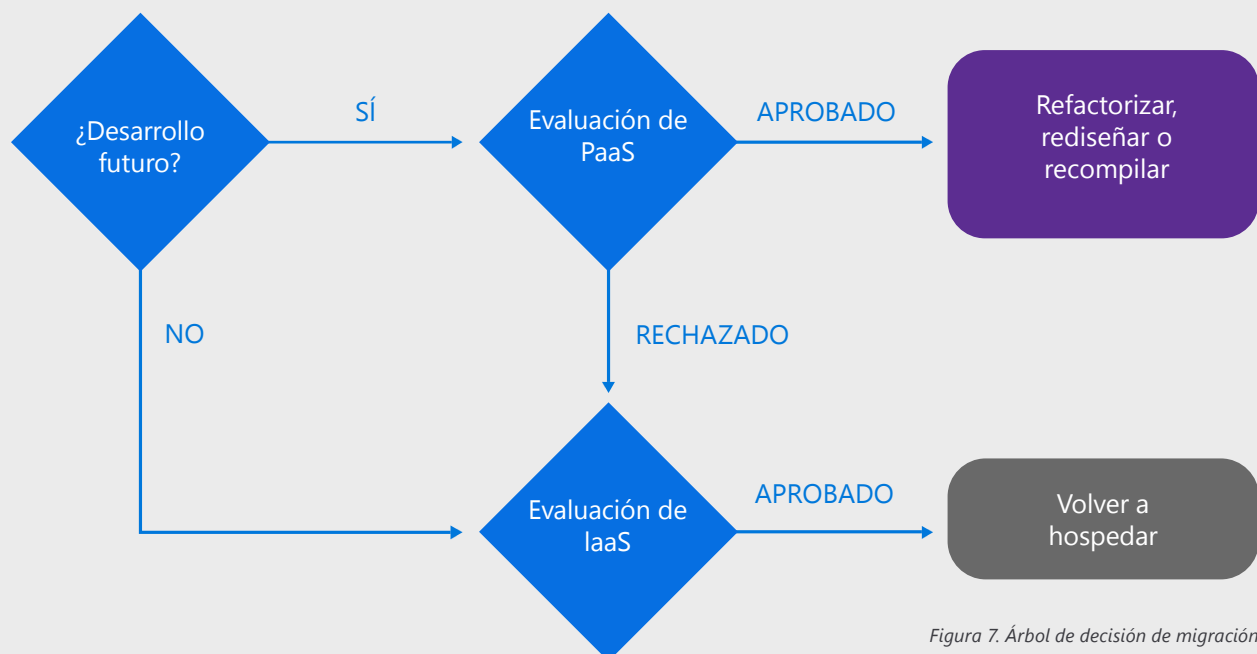 ¿Desarrollo
futuro?
SÍ
Evaluación de
PaaS
APROBADO
Refactorizar,
rediseñar o
recompilar
NO
RECHAZADO
Evaluación de
IaaS
APROBADO
Volver a
hospedar
Figura 7. Árbol de decisión de migración